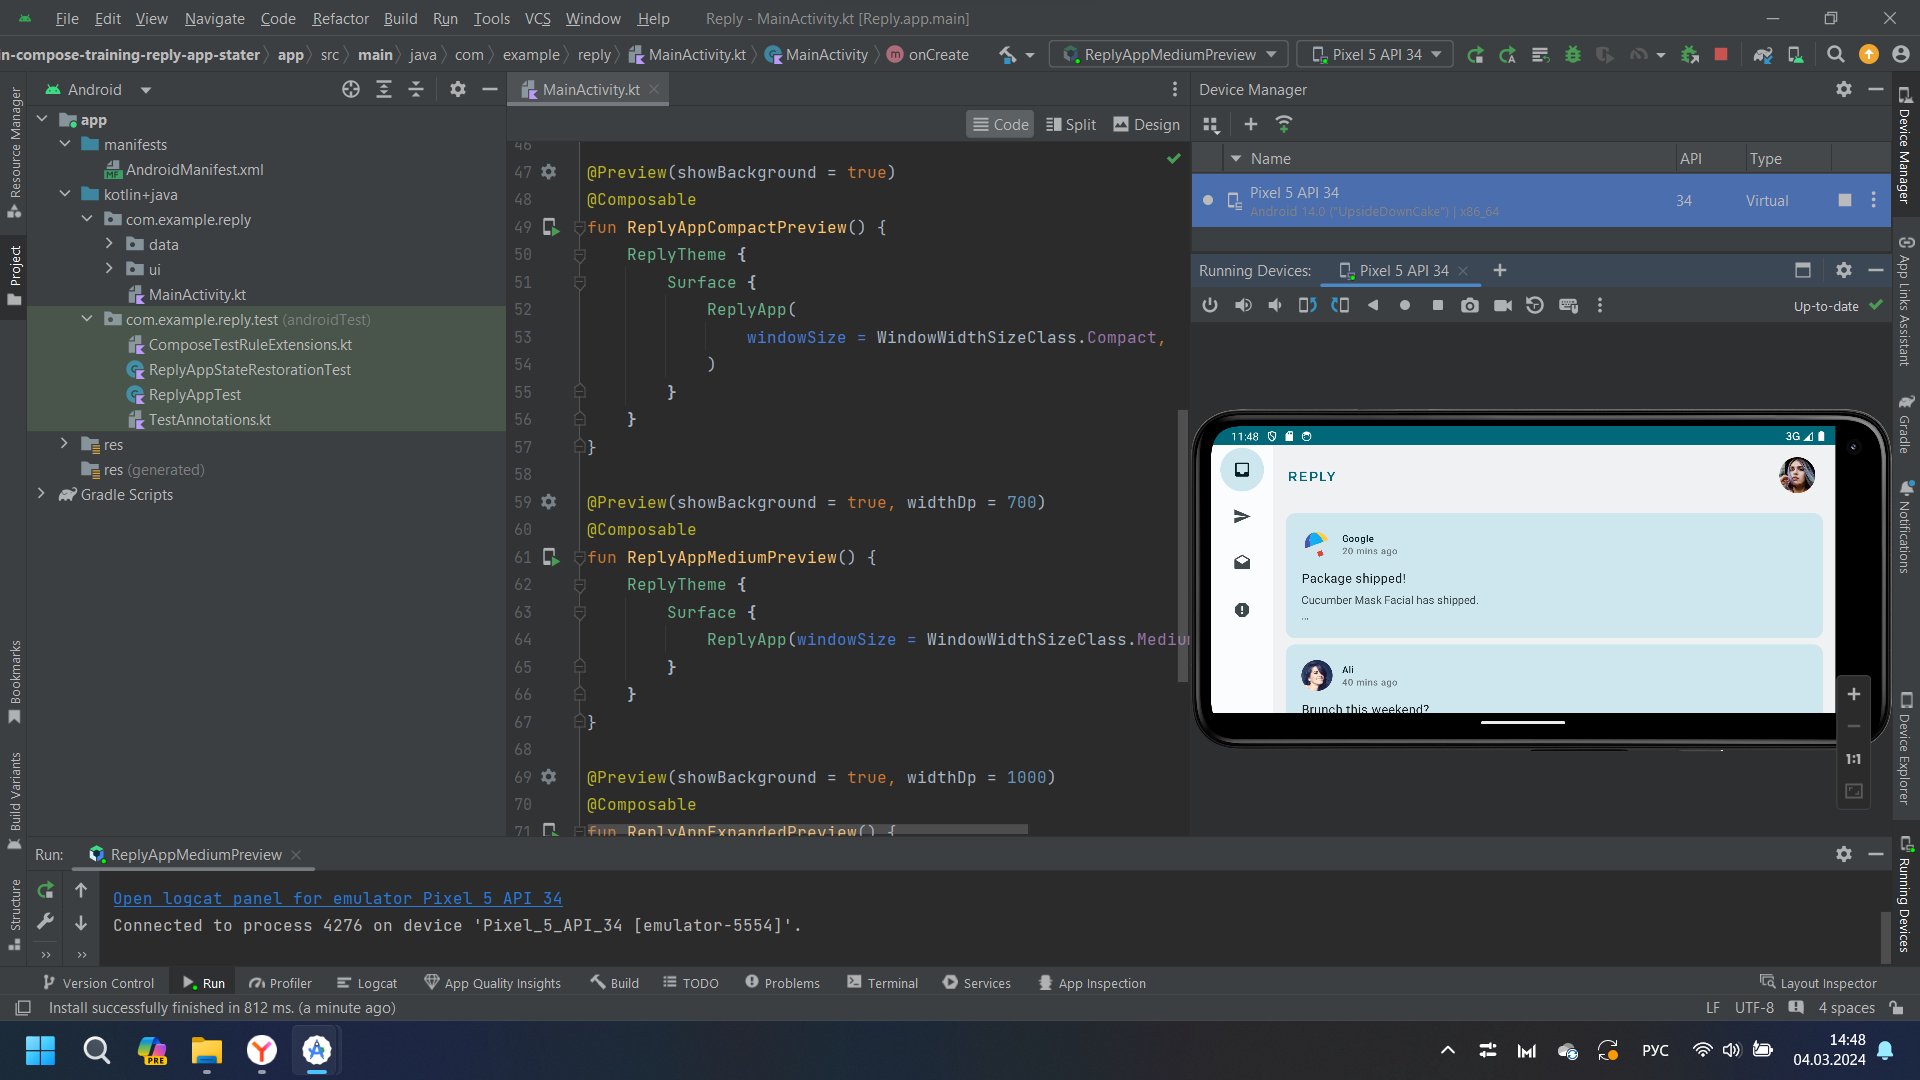 File Edit View Navigate Code Refactor Build Run Tools VCS Window Help Reply - MainActivity.kt [Reply.app.main]
n-compose-training-reply-app-stater app src main java com example reply MainActivity.kt MainActivity onCreate ReplyAppMediumPreview Pixel 5 API 34
Android
app
manifests
AndroidManifest.xml
kotlin+java
com.example.reply
data
ui
MainActivity.kt
com.example.reply.test (androidTest)
ComposeTestRuleExtensions.kt
ReplyAppStateRestorationTest
ReplyAppTest
TestAnnotations.kt
res
res (generated)
Gradle Scripts
Resource Manager
Project
Bookmarks
Build Variants
Structure
MainActivity.kt
Code Split Design
46
47 @Preview(showBackground = true)
48 @Composable
49 fun ReplyAppCompactPreview() {
50 ReplyTheme {
51 Surface {
52 ReplyApp(
53 windowSize = WindowWidthSizeClass.Compact,
54 )
55 }
56 }
57 }
58
59 @Preview(showBackground = true, widthDp = 700)
60 @Composable
61 fun ReplyAppMediumPreview() {
62 ReplyTheme {
63 Surface {
64 ReplyApp(windowSize = WindowWidthSizeClass.Medium
65 }
66 }
67 }
68
69 @Preview(showBackground = true, widthDp = 1000)
70 @Composable
71 fun ReplyAppExpandedPreview() {
Device Manager
Name API Type
Pixel 5 API 34
Android 14.0 ("UpsideDownCake") | x86_64
34 Virtual
Running Devices: Pixel 5 API 34
Up-to-date
11:48 3G
REPLY
Google
20 mins ago
Package shipped!
Cucumber Mask Facial has shipped.
...
Ali
40 mins ago
Brunch this weekend?
1:1
Device Manager
App Links Assistant
Gradle
Notifications
Device Explorer
Running Devices
Run: ReplyAppMediumPreview
Open logcat panel for emulator Pixel 5 API 34
Connected to process 4276 on device 'Pixel_5_API_34 [emulator-5554]'.
Version Control Run Profiler Logcat App Quality Insights Build TODO Problems Terminal Services App Inspection Layout Inspector
Install successfully finished in 812 ms. (a minute ago) LF UTF-8 4 spaces
PRE
РУС
14:48
04.03.2024